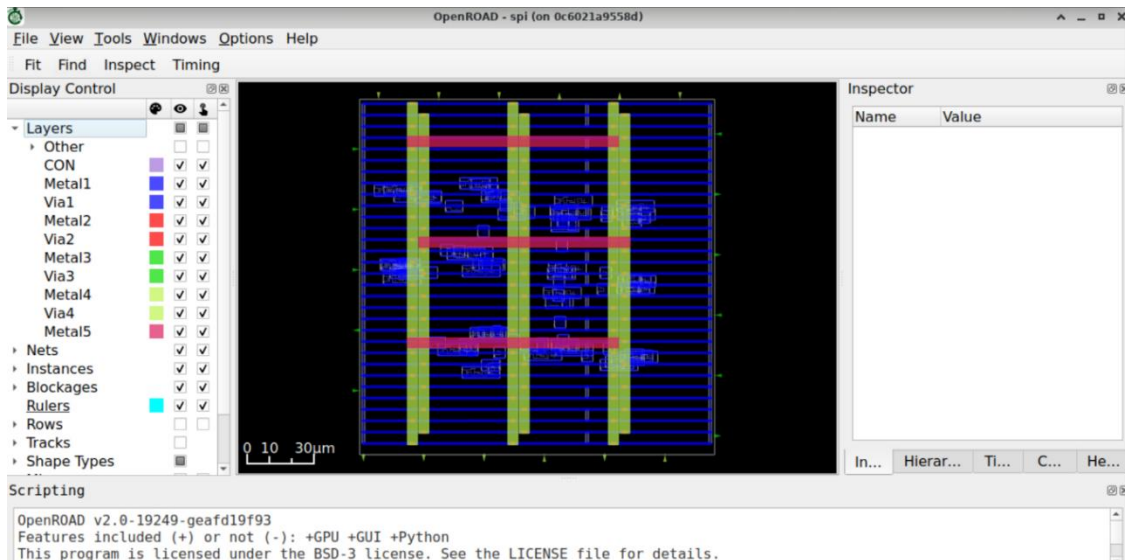 OpenROAD - spi (on 0c6021a9558d)
File View Tools Windows Options Help
Fit Find Inspect Timing
Display Control
Layers
Other
CON
Metal1
Via1
Metal2
Via2
Metal3
Via3
Metal4
Via4
Metal5
Nets
Instances
Blockages
Rulers
Rows
Tracks
Shape Types
0 10 30μm
Inspector
Name Value
In... Hierar... Ti... C... He...
Scripting
OpenROAD v2.0-19249-geafd19f93
Features included (+) or not (-): +GPU +GUI +Python
This program is licensed under the BSD-3 license. See the LICENSE file for details.